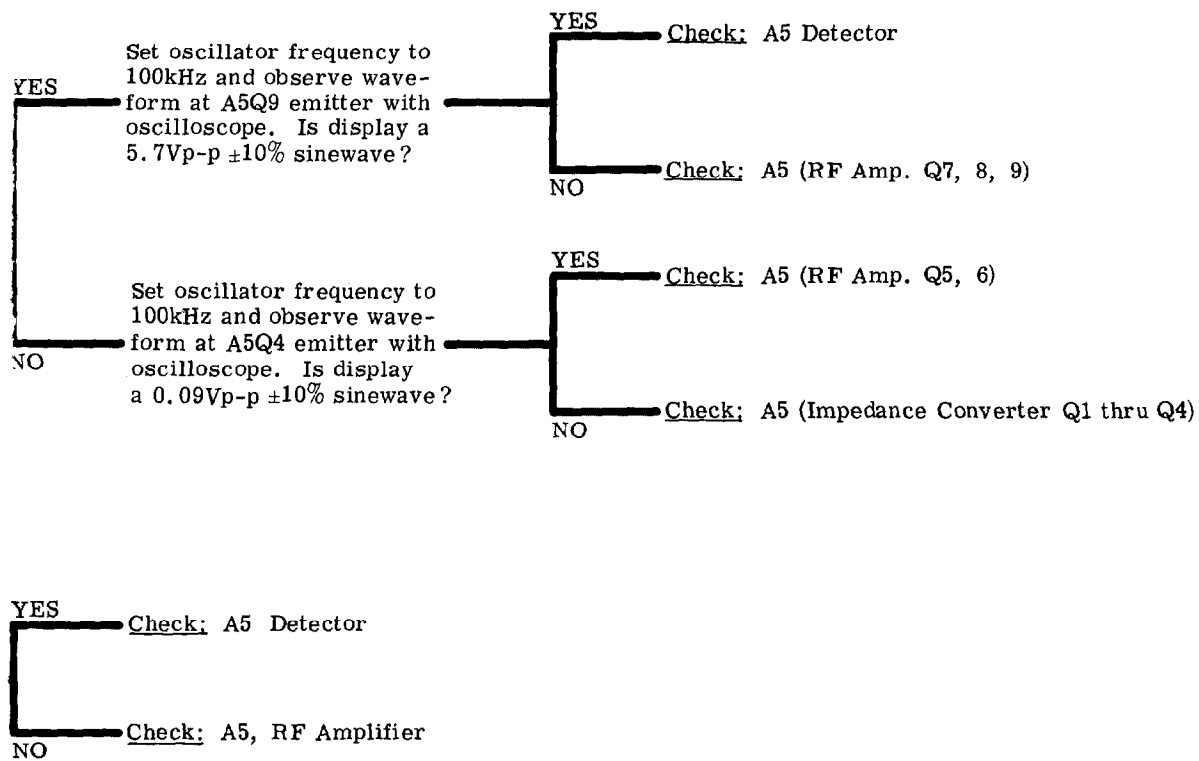 YES
Set oscillator frequency to
100kHz and observe wave-
form at A5Q9 emitter with
oscilloscope. Is display a
5.7Vp-p ±10% sinewave?
YES
Check: A5 Detector
NO
Check: A5 (RF Amp. Q7, 8, 9)
NO
Set oscillator frequency to
100kHz and observe wave-
form at A5Q4 emitter with
oscilloscope. Is display
a 0.09Vp-p ±10% sinewave?
YES
Check: A5 (RF Amp. Q5, 6)
NO
Check: A5 (Impedance Converter Q1 thru Q4)
YES
Check: A5 Detector
NO
Check: A5, RF Amplifier